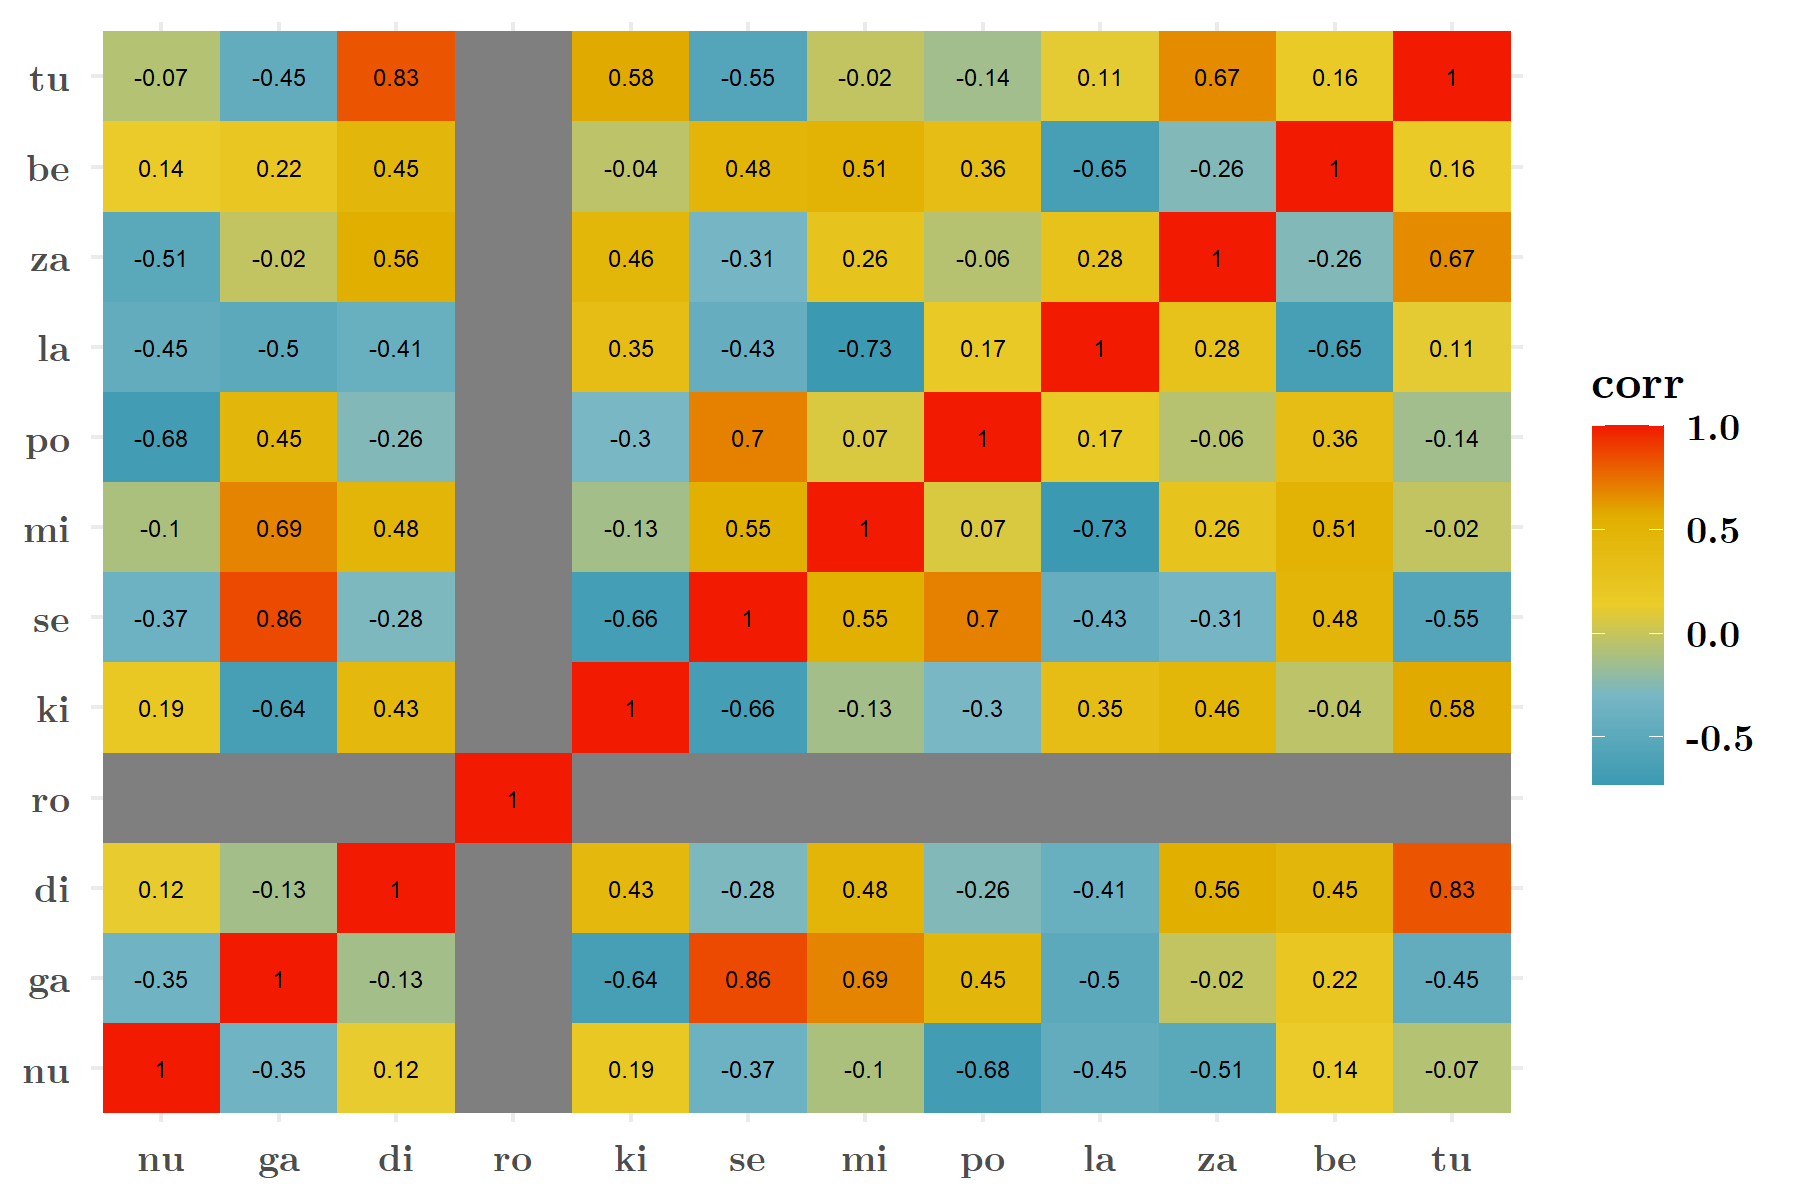 tu -0.07 -0.45 0.83 0.58 -0.55 -0.02 -0.14 0.11 0.67 0.16 1
be 0.14 0.22 0.45 -0.04 0.48 0.51 0.36 -0.65 -0.26 1 0.16
za -0.51 -0.02 0.56 0.46 -0.31 0.26 -0.06 0.28 1 -0.26 0.67
la -0.45 -0.5 -0.41 0.35 -0.43 -0.73 0.17 1 0.28 -0.65 0.11
po -0.68 0.45 -0.26 -0.3 0.7 0.07 1 0.17 -0.06 0.36 -0.14
mi -0.1 0.69 0.48 -0.13 0.55 1 0.07 -0.73 0.26 0.51 -0.02
se -0.37 0.86 -0.28 -0.66 1 0.55 0.7 -0.43 -0.31 0.48 -0.55
ki 0.19 -0.64 0.43 1 -0.66 -0.13 -0.3 0.35 0.46 -0.04 0.58
ro 1
di 0.12 -0.13 1 0.43 -0.28 0.48 -0.26 -0.41 0.56 0.45 0.83
ga -0.35 1 -0.13 -0.64 0.86 0.69 0.45 -0.5 -0.02 0.22 -0.45
nu 1 -0.35 0.12 0.19 -0.37 -0.1 -0.68 -0.45 -0.51 0.14 -0.07
nu ga di ro ki se mi po la za be tu
corr
1.0
0.5
0.0
-0.5